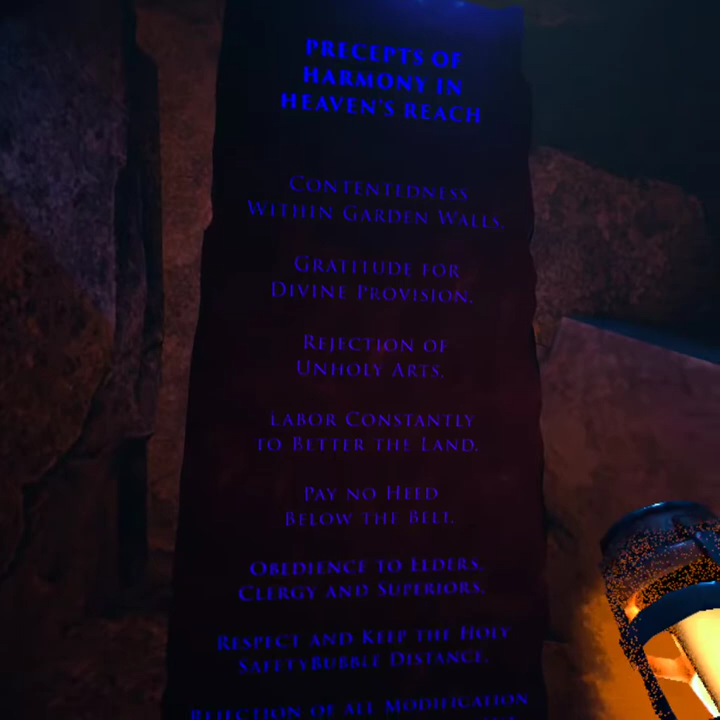 PRECEPTS OF
HARMONY IN
HEAVEN'S REACH
CONTENTEDNESS
WITHIN GARDEN WALLS.
GRATITUDE FOR
DIVINE PROVISION.
REJECTION OF
UNHOLY ARTS.
LABOR CONSTANTLY
TO BETTER THE LAND.
PAY NO HEED
BELOW THE BELL.
OBEDIENCE TO ELDERS,
CLERGY AND SUPERIORS.
RESPECT AND KEEP THE HOLY
SAFETYBUBBLE DISTANCE.
REJECTION OF ALL MODIFICATION